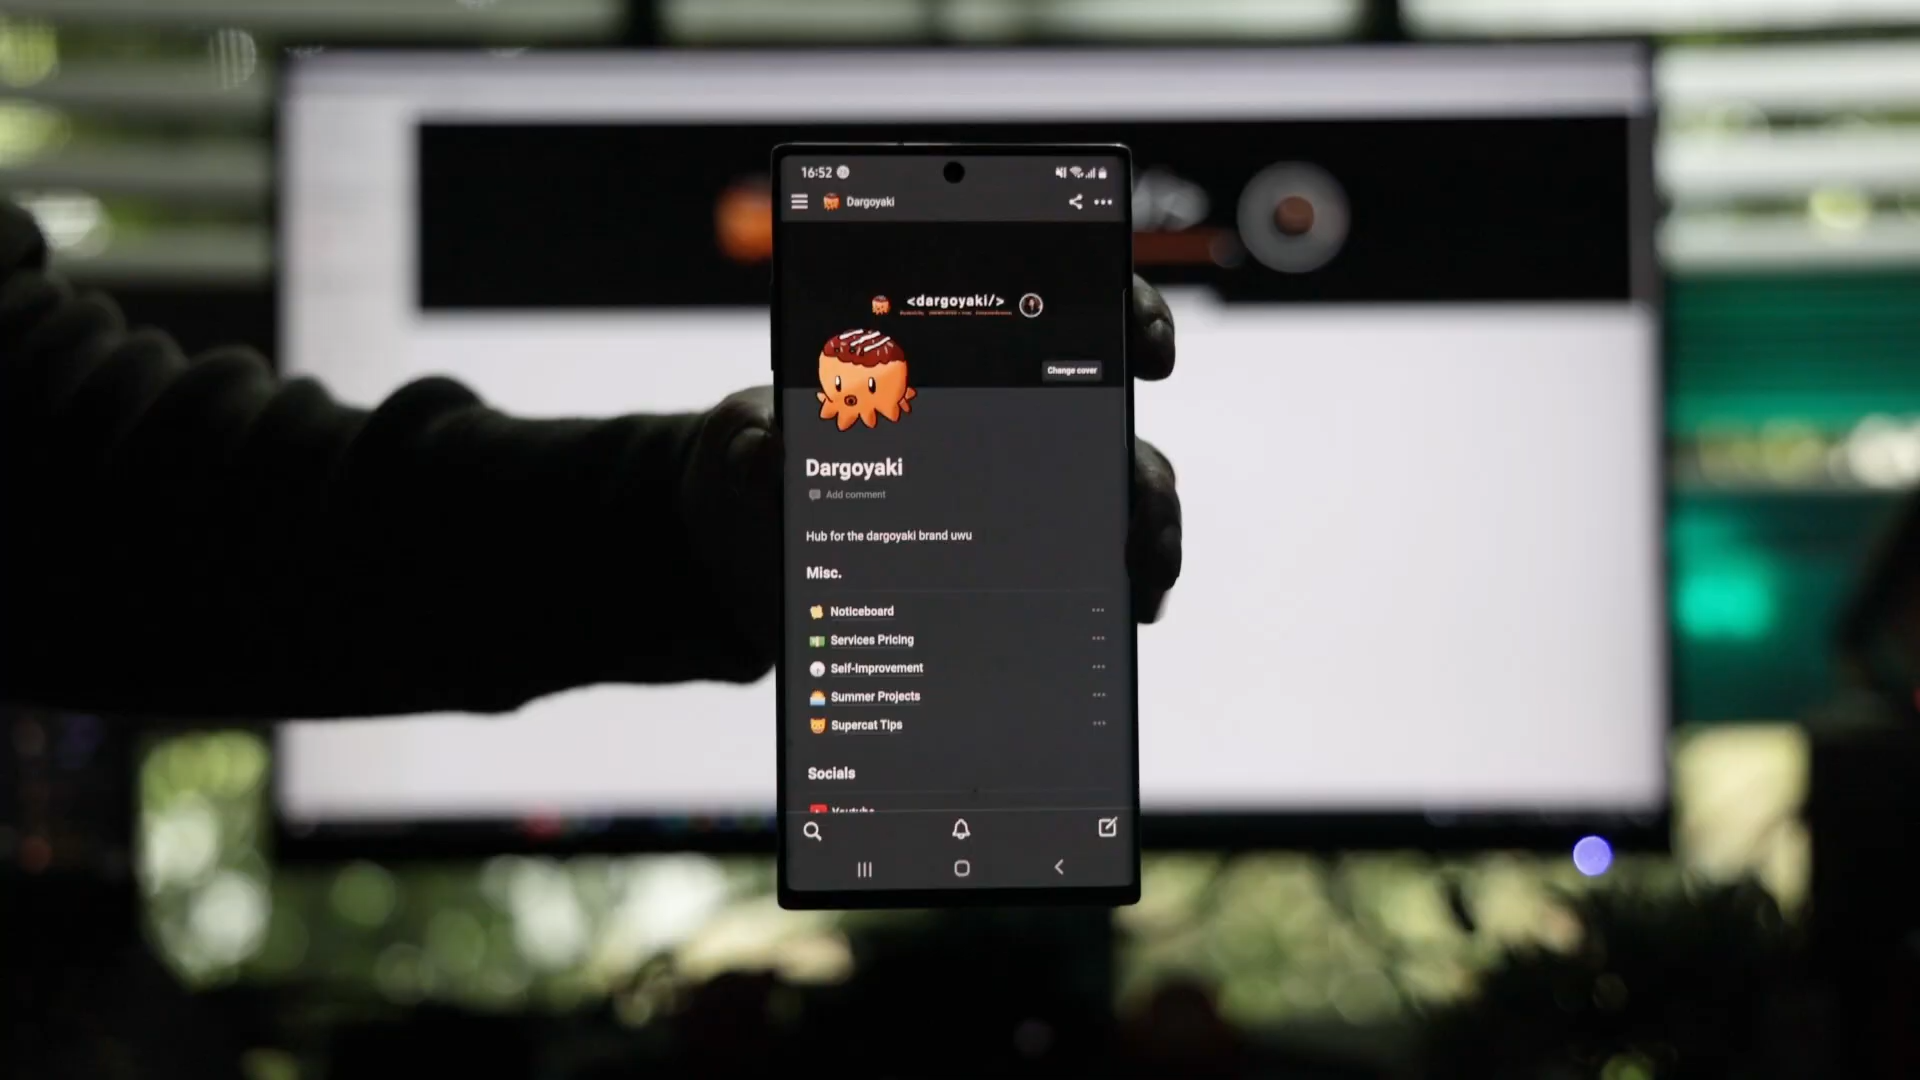 16:52
Dargoyaki
<dargoyaki/>
Change cover
Dargoyaki
Add comment
Hub for the dargoyaki brand uwu
Misc.
Noticeboard
Services Pricing
Self-Improvement
Summer Projects
Supercat Tips
Socials
Youtube